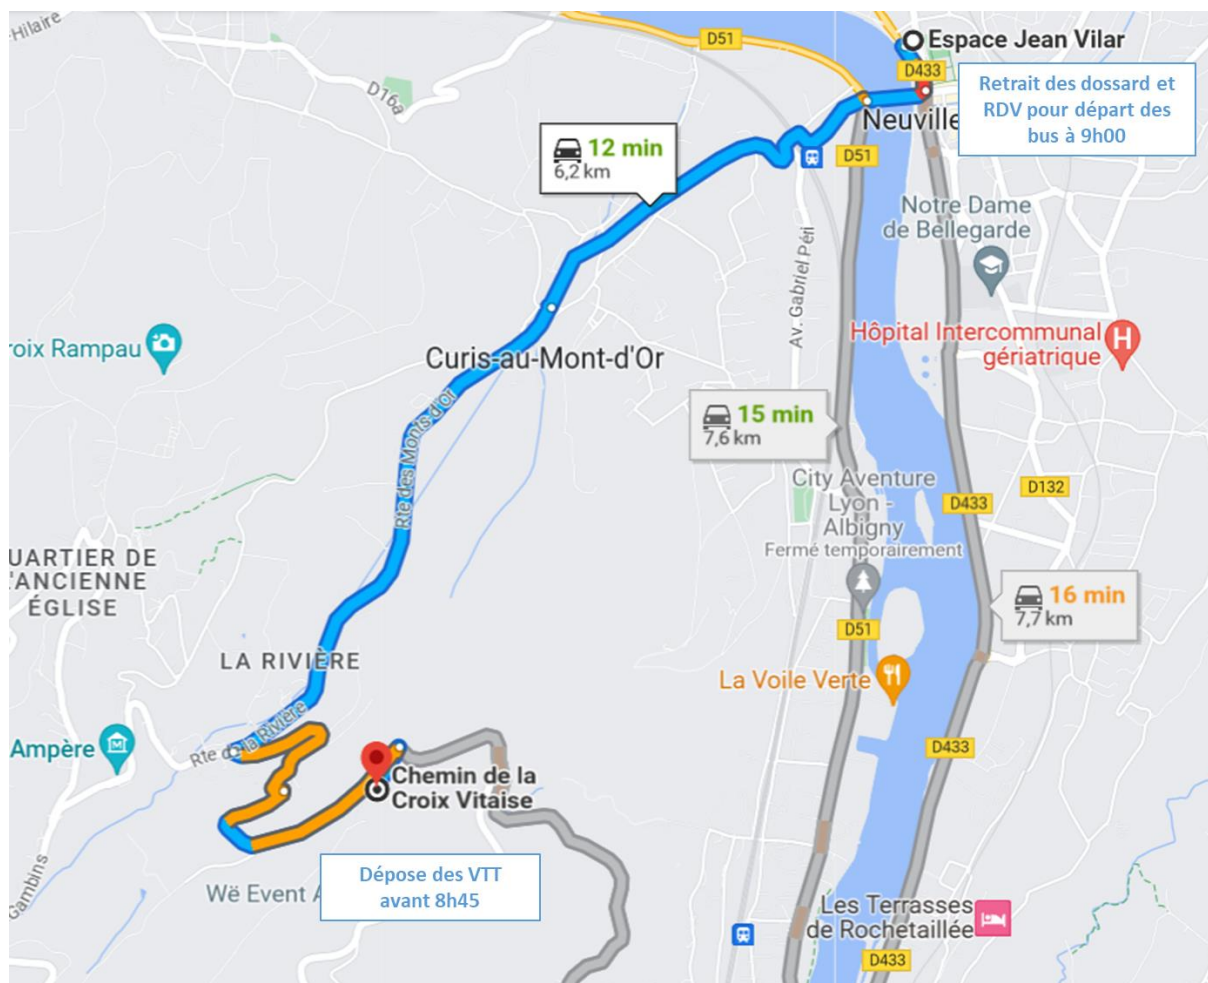 -Hilaire
D51
Espace Jean Vilar
D433
D16a
Retrait des dossard et
RDV pour départ des
bus à 9h00
Neuville
12 min
6,2 km
D51
Notre Dame
de Bellegarde
Av. Gabriel Péri
roix Rampau
Hôpital Intercommunal
gériatrique
H
Curis-au-Mont-d'Or
15 min
7,6 km
Rte des Monts d'Or
City Aventure
Lyon -
Albigny
Fermé temporairement
D132
D433
UARTIER DE
'ANCIENNE
ÉGLISE
16 min
7,7 km
D51
LA RIVIÈRE
La Voile Verte
Rte de la Rivière
Ampère
M
D433
Chemin de la
Croix Vitaise
Dépose des VTT
avant 8h45
Gambins
Wë Event A
Les Terrasses
de Rochetaillée
D433